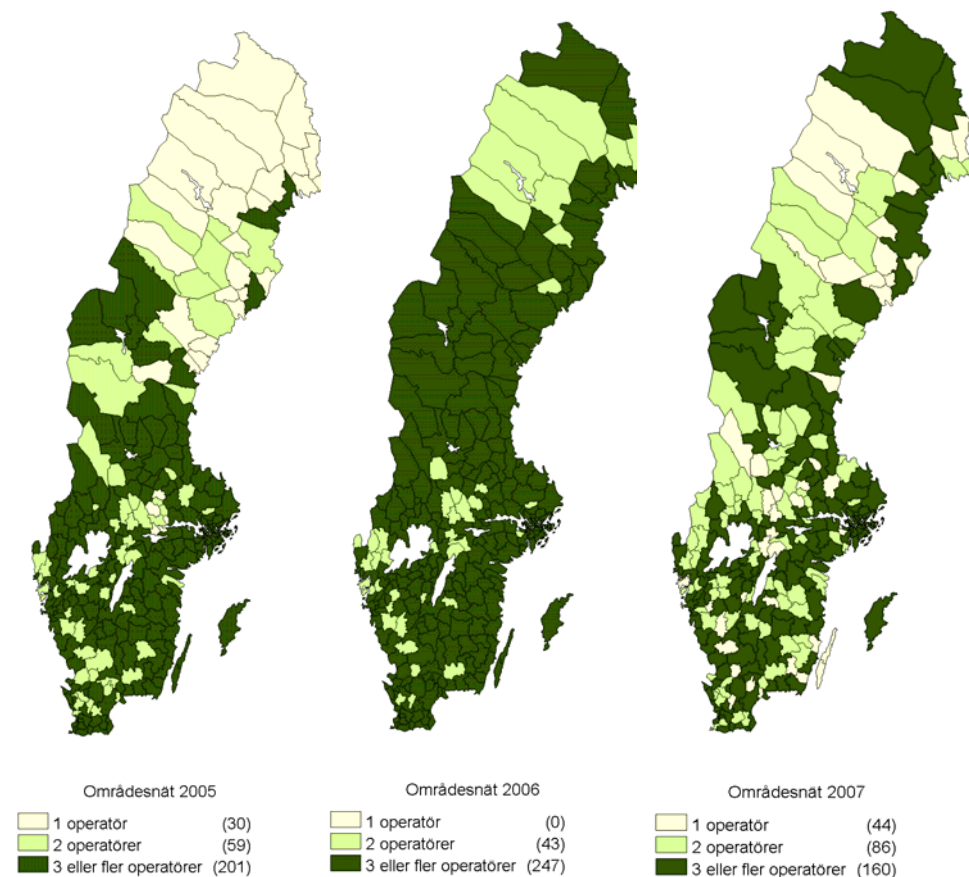 Områdesnät 2005
1 operatör (30)
2 operatörer (59)
3 eller fler operatörer (201)
Områdesnät 2006
1 operatör (0)
2 operatörer (43)
3 eller fler operatörer (247)
Områdesnät 2007
1 operatör (44)
2 operatörer (86)
3 eller fler operatörer (160)